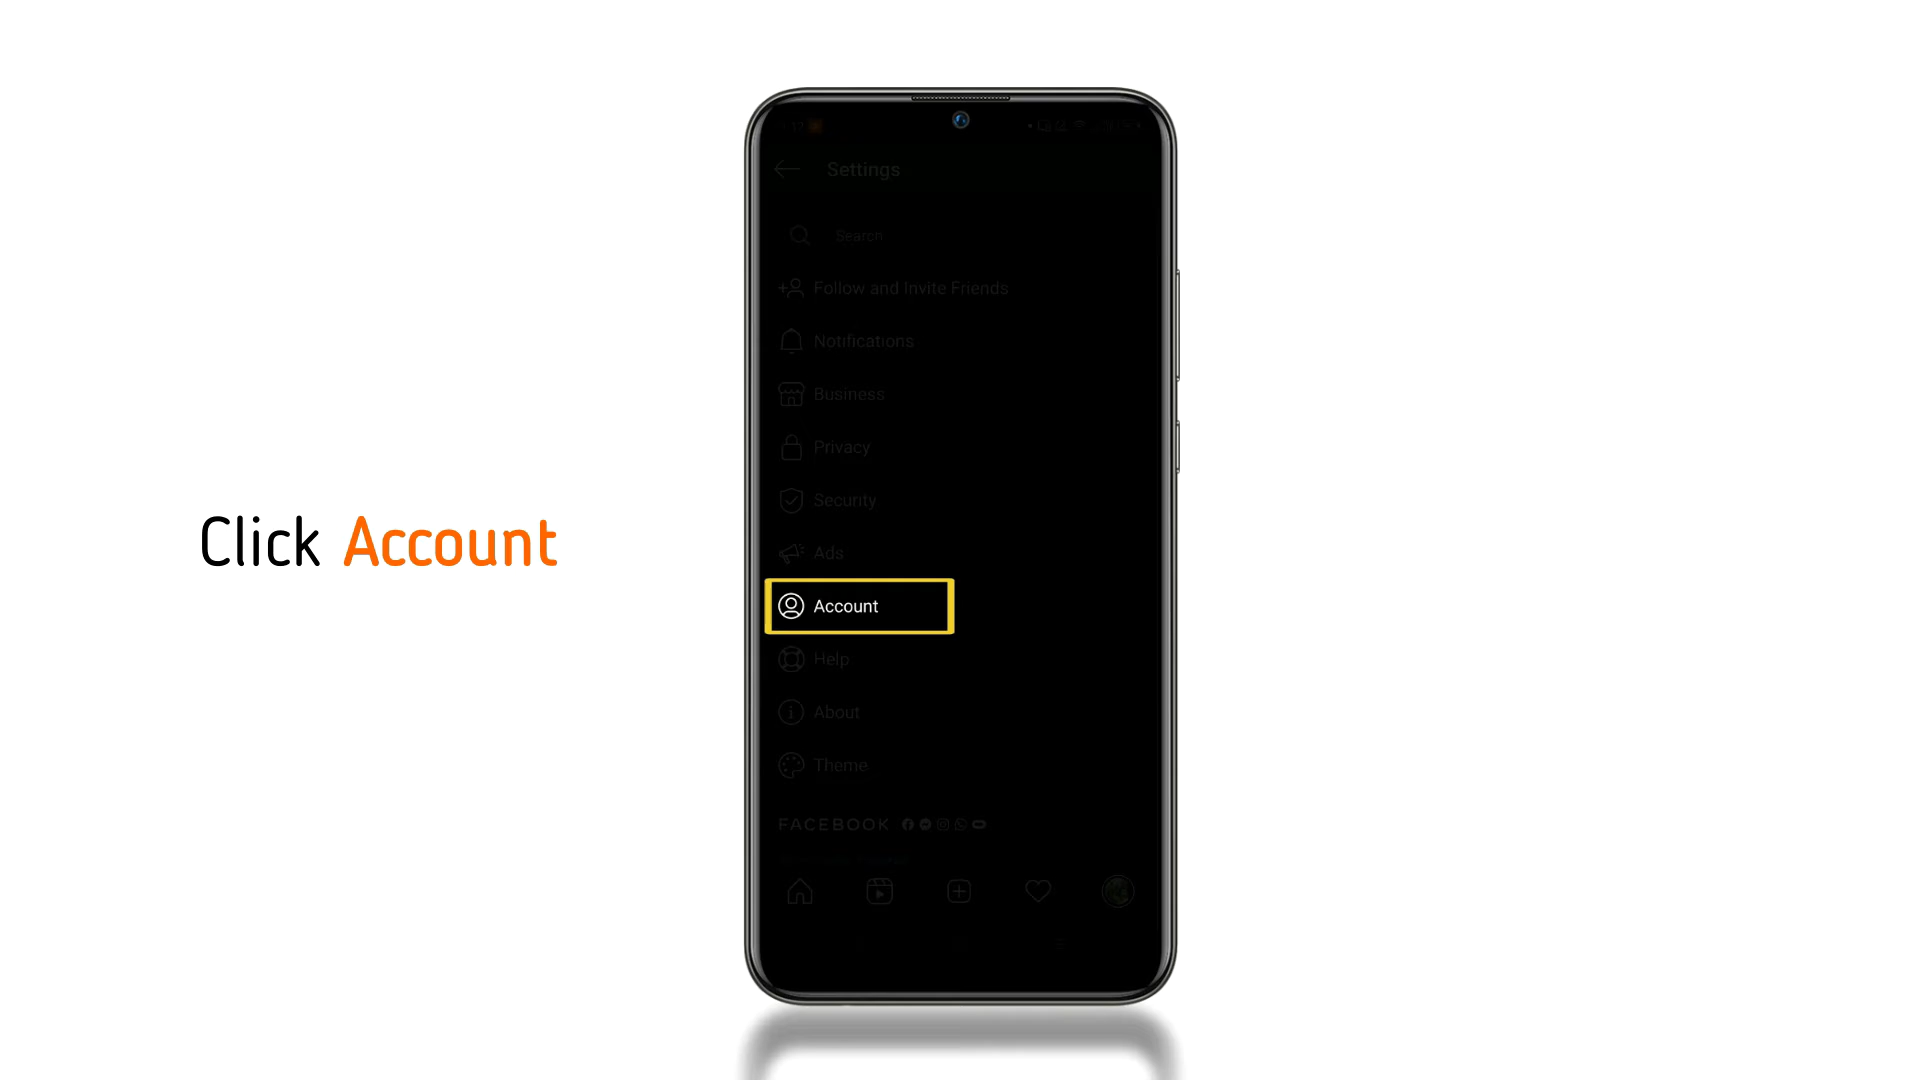 Click Account
Settings
Search
Follow and Invite Friends
Notifications
Business
Privacy
Security
Ads
Account
Help
About
Theme
FACEBOOK